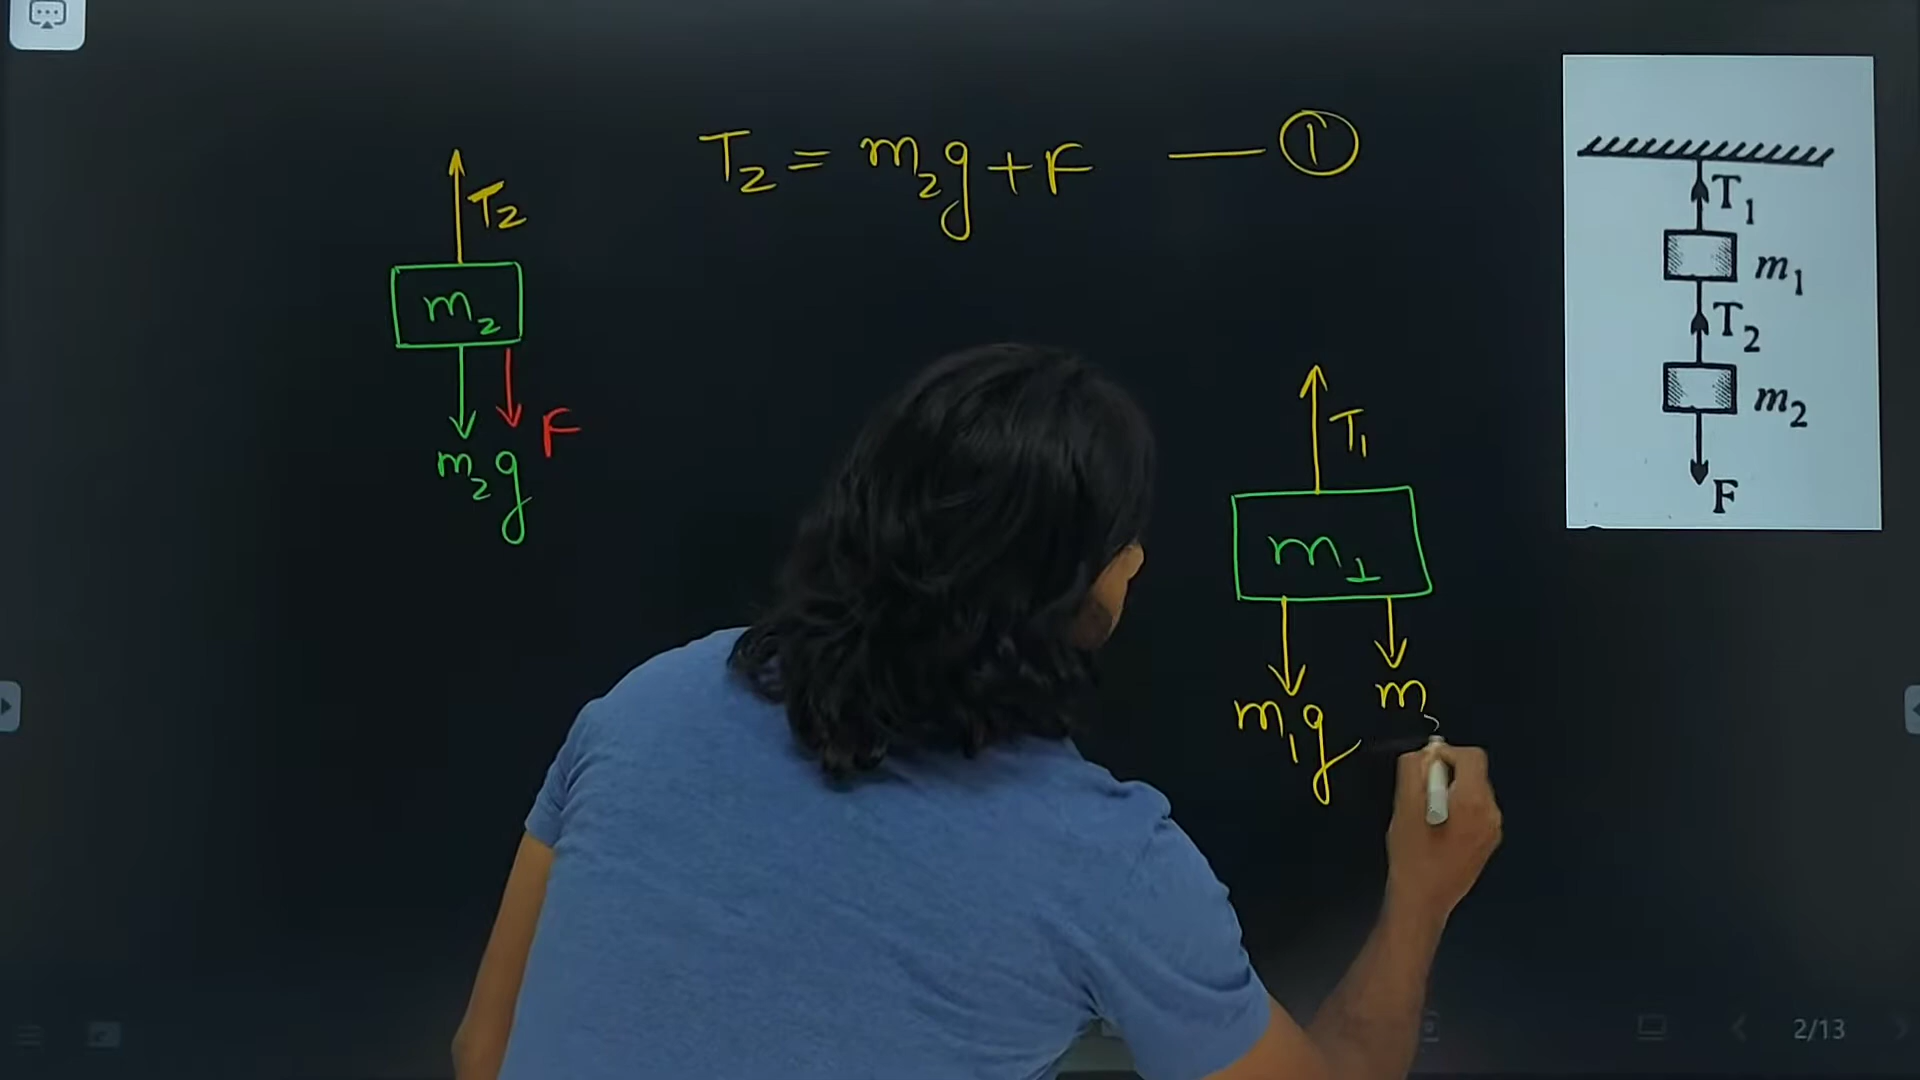 T₂ = m₂g + F — ①
T₂
m₂
m₂g
F
T₁
m₁
m₁g
m
T₁
m₁
T₂
m₂
F
2/13